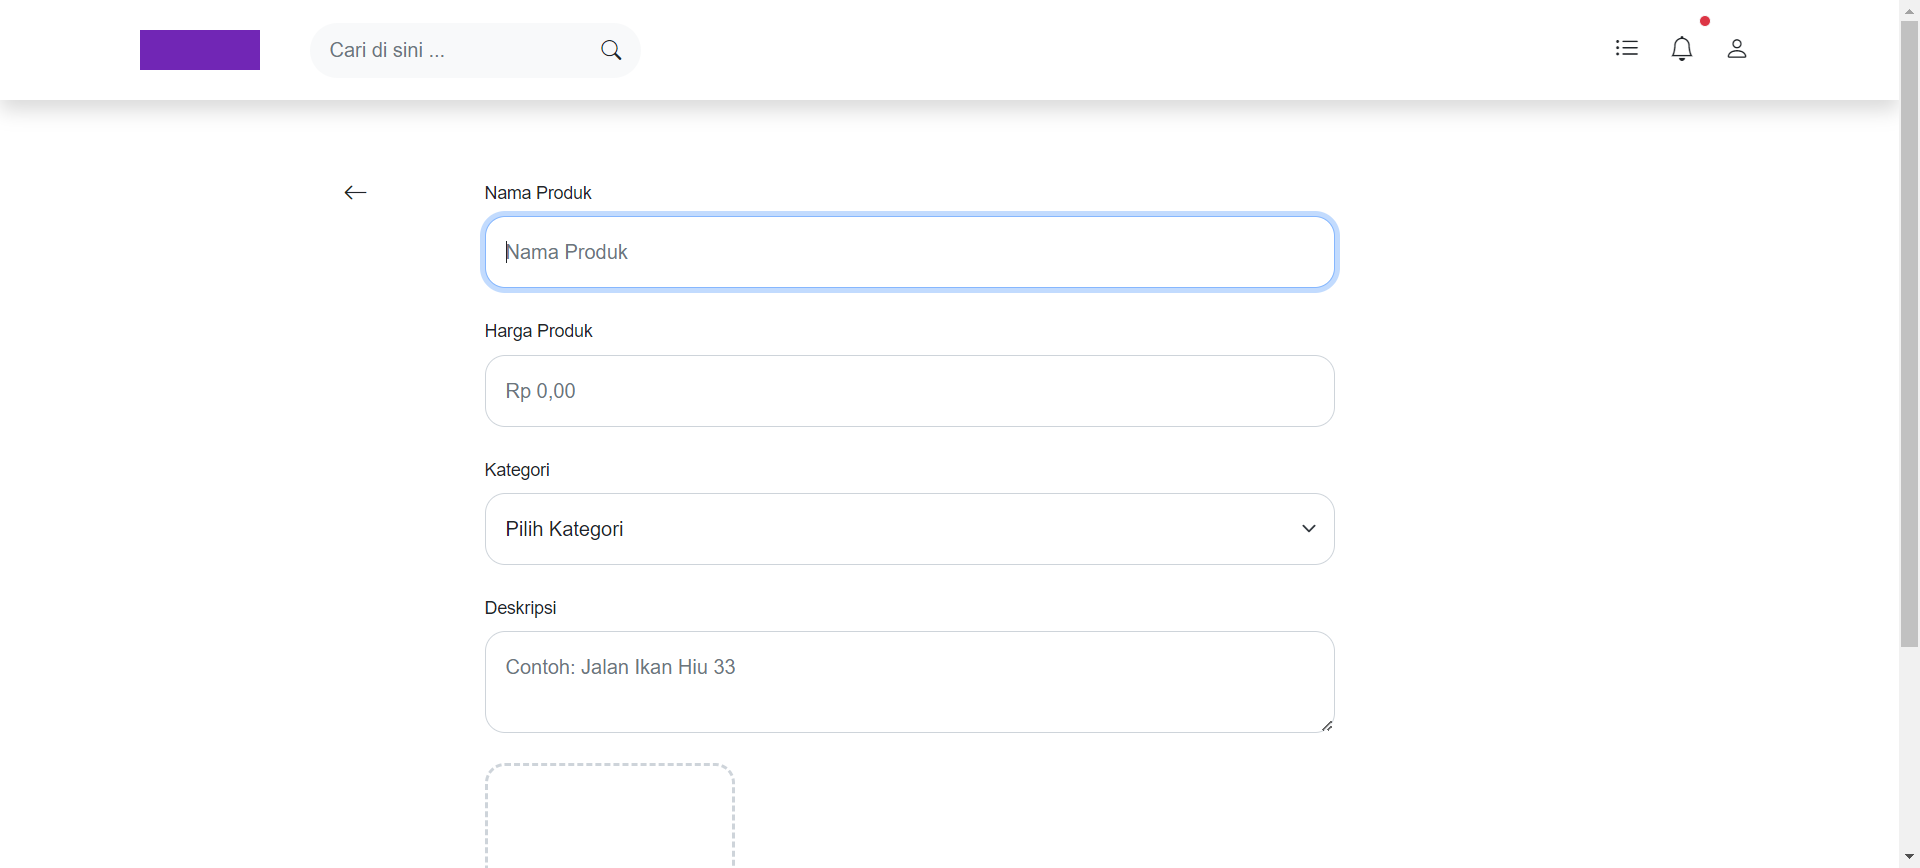 Cari di sini ...
Nama Produk
Nama Produk
Harga Produk
Rp 0,00
Kategori
Pilih Kategori
Deskripsi
Contoh: Jalan Ikan Hiu 33